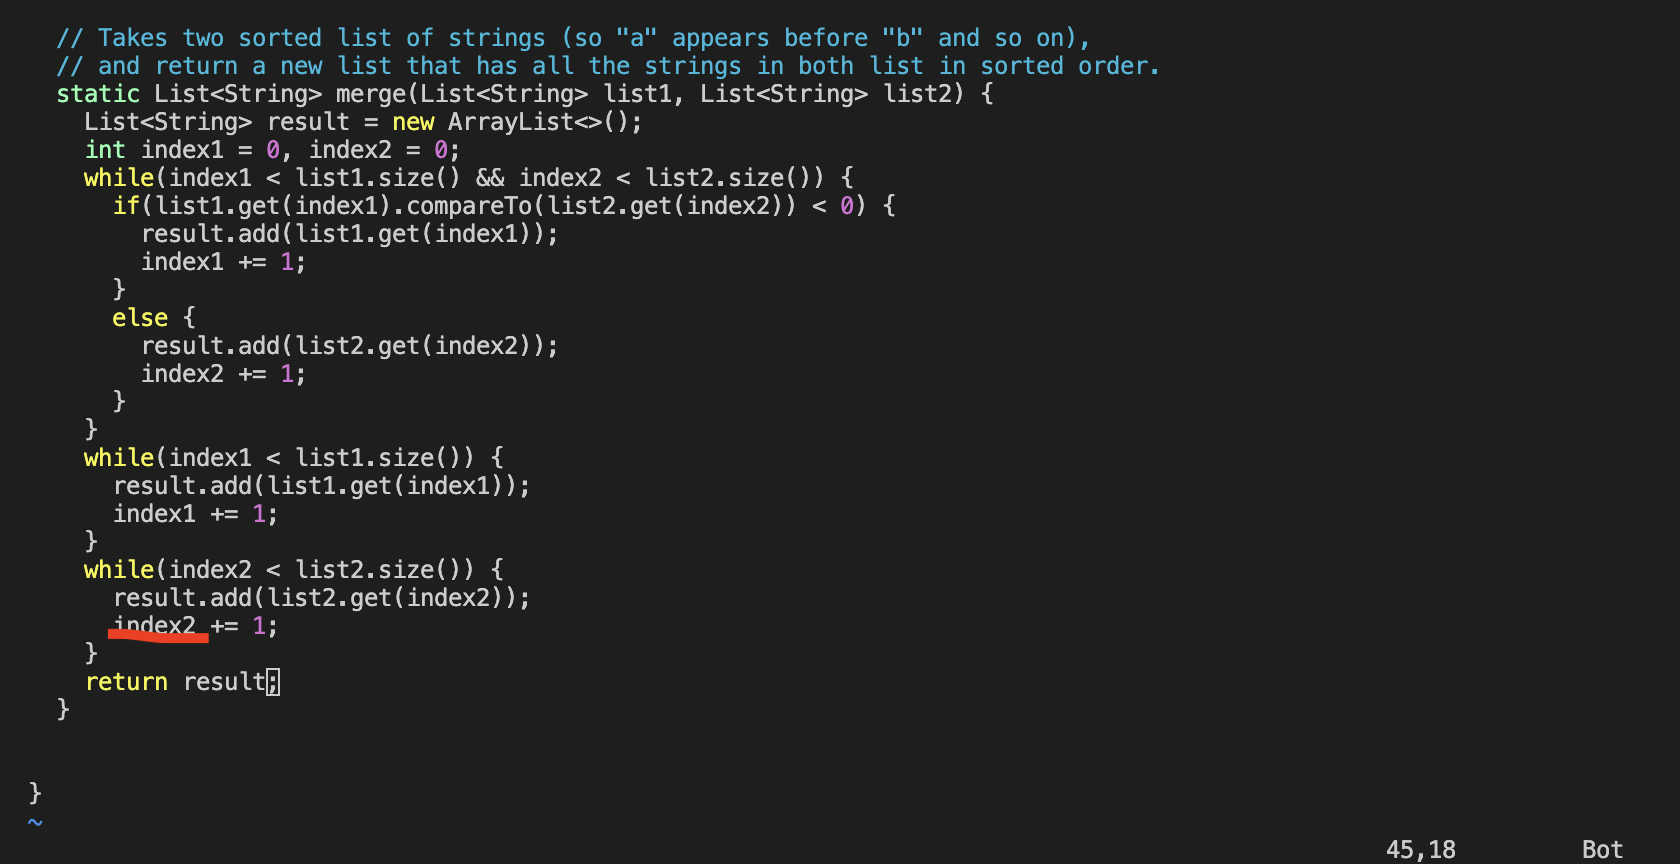 // Takes two sorted list of strings (so "a" appears before "b" and so on),
// and return a new list that has all the strings in both list in sorted order.
static List<String> merge(List<String> list1, List<String> list2) {
List<String> result = new ArrayList<>();
int index1 = 0, index2 = 0;
while(index1 < list1.size() && index2 < list2.size()) {
if(list1.get(index1).compareTo(list2.get(index2)) < 0) {
result.add(list1.get(index1));
index1 += 1;
}
else {
result.add(list2.get(index2));
index2 += 1;
}
}
while(index1 < list1.size()) {
result.add(list1.get(index1));
index1 += 1;
}
while(index2 < list2.size()) {
result.add(list2.get(index2));
index2 += 1;
}
return result;
}
}
~
45,18 Bot